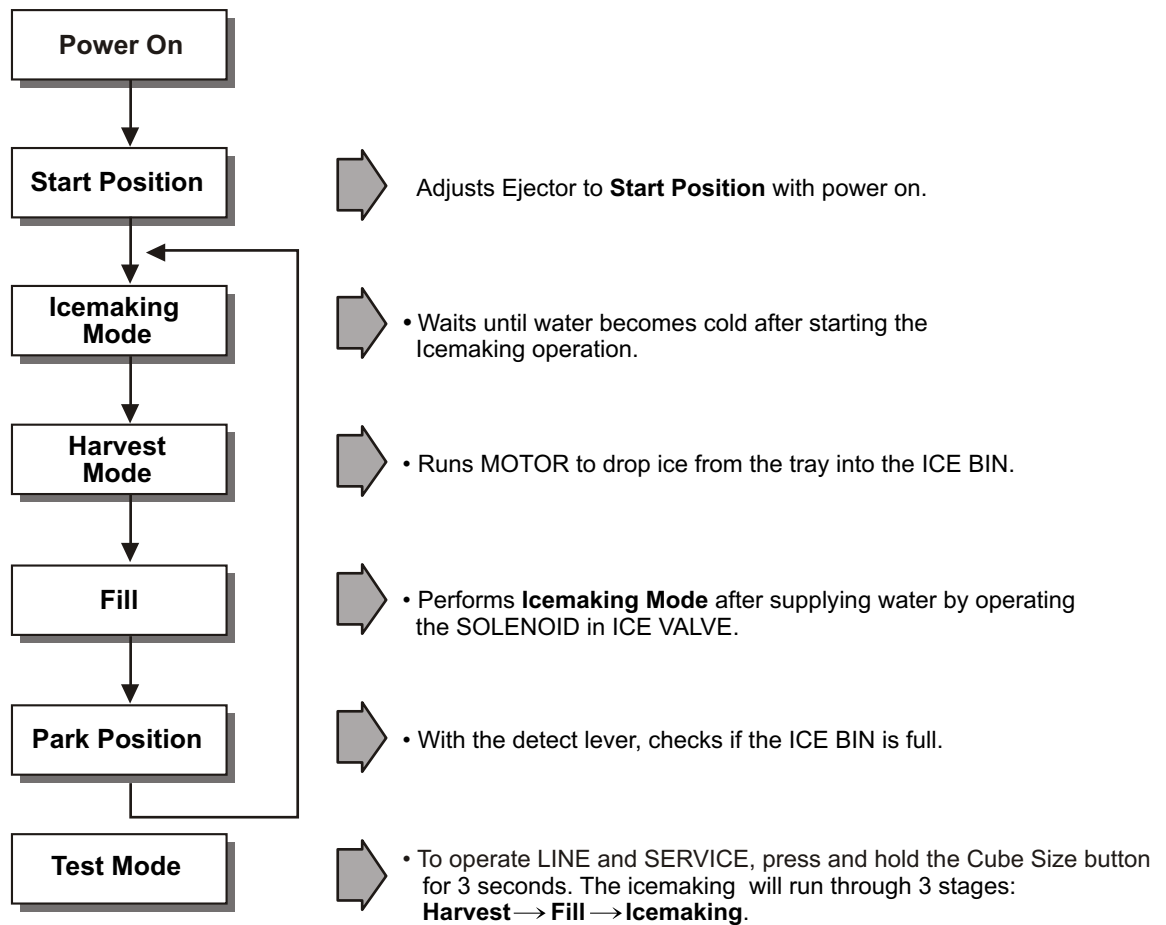 Power On
Start Position
Adjusts Ejector to Start Position with power on.
Icemaking
Mode
• Waits until water becomes cold after starting the
Icemaking operation.
Harvest
Mode
• Runs MOTOR to drop ice from the tray into the ICE BIN.
Fill
• Performs Icemaking Mode after supplying water by operating
the SOLENOID in ICE VALVE.
Park Position
• With the detect lever, checks if the ICE BIN is full.
Test Mode
• To operate LINE and SERVICE, press and hold the Cube Size button
for 3 seconds. The icemaking will run through 3 stages:
Harvest → Fill → Icemaking.